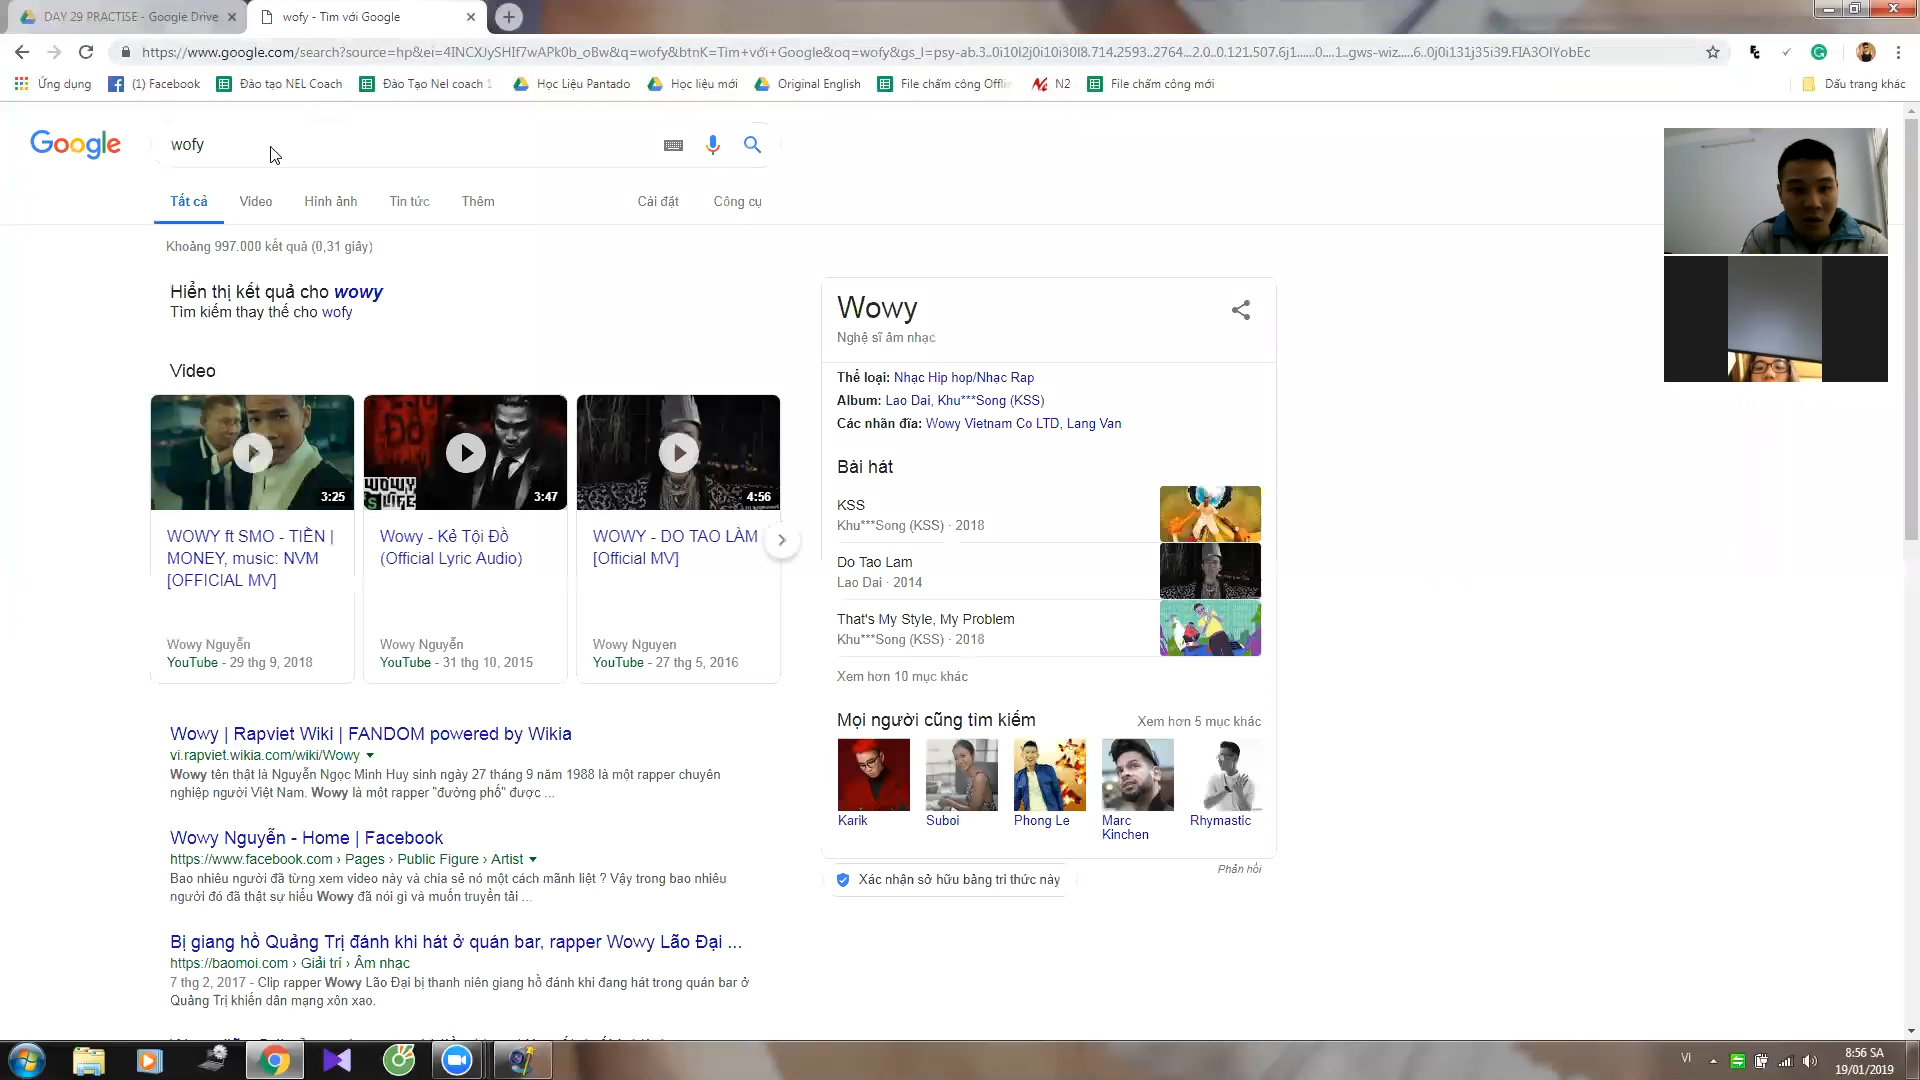 DAY 29 PRACTISE - Google Drive
wofy - Tìm với Google
https://www.google.com/search?source=hp&ei=4INCXJySHIf7wAPk0b_oBw&q=wofy&btnK=Tìm+với+Google&oq=wofy&gs_l=psy-ab.3..0i10l2j0i10i30l8.714.2593..2764...2.0..0.121.507.6j1......0....1..gws-wiz.....6..0j0i131j35i39.FIA3OlYobEc
Ứng dụng
(1) Facebook
Đào tạo NEL Coach
Đào Tạo Nel coach 1
Học Liệu Pantado
Học liệu mới
Original English
File chấm công Offlin
N2
File chấm công mới
Dấu trang khác
Google
wofy
Tất cả
Video
Hình ảnh
Tin tức
Thêm
Cài đặt
Công cụ
Khoảng 997.000 kết quả (0,31 giây)
Hiển thị kết quả cho wowy
Tìm kiếm thay thế cho wofy
Video
3:25
WOWY LIFE
3:47
4:56
WOWY ft SMO - TIỀN |
MONEY, music: NVM
[OFFICIAL MV]
Wowy Nguyễn
YouTube - 29 thg 9, 2018
Wowy - Kẻ Tội Đồ
(Official Lyric Audio)
Wowy Nguyễn
YouTube - 31 thg 10, 2015
WOWY - DO TAO LÀM
[Official MV]
Wowy Nguyen
YouTube - 27 thg 5, 2016
Wowy | Rapviet Wiki | FANDOM powered by Wikia
vi.rapviet.wikia.com/wiki/Wowy
Wowy tên thật là Nguyễn Ngọc Minh Huy sinh ngày 27 tháng 9 năm 1988 là một rapper chuyên
nghiệp người Việt Nam. Wowy là một rapper "đường phố" được ...
Wowy Nguyễn - Home | Facebook
https://www.facebook.com › Pages › Public Figure › Artist
Bao nhiêu người đã từng xem video này và chia sẻ nó một cách mãnh liệt ? Vậy trong bao nhiêu
người đó đã thật sự hiểu Wowy đã nói gì và muốn truyền tải ...
Bị giang hồ Quảng Trị đánh khi hát ở quán bar, rapper Wowy Lão Đại ...
https://baomoi.com › Giải trí › Âm nhạc
7 thg 2, 2017 - Clip rapper Wowy Lão Đại bị thanh niên giang hồ đánh khi đang hát trong quán bar ở
Quảng Trị khiến dân mạng xôn xao.
Wowy
Nghệ sĩ âm nhạc
Thể loại: Nhạc Hip hop/Nhạc Rap
Album: Lao Dai, Khu***Song (KSS)
Các nhãn đĩa: Wowy Vietnam Co LTD, Lang Van
Bài hát
KSS
Khu***Song (KSS) · 2018
Do Tao Lam
Lao Dai · 2014
That's My Style, My Problem
Khu***Song (KSS) · 2018
Xem hơn 10 mục khác
Mọi người cũng tìm kiếm
Xem hơn 5 mục khác
Karik
Suboi
Phong Le
Marc
Kinchen
Rhymastic
Phản hồi
Xác nhận sở hữu bảng tri thức này
VI
8:56 SA
19/01/2019